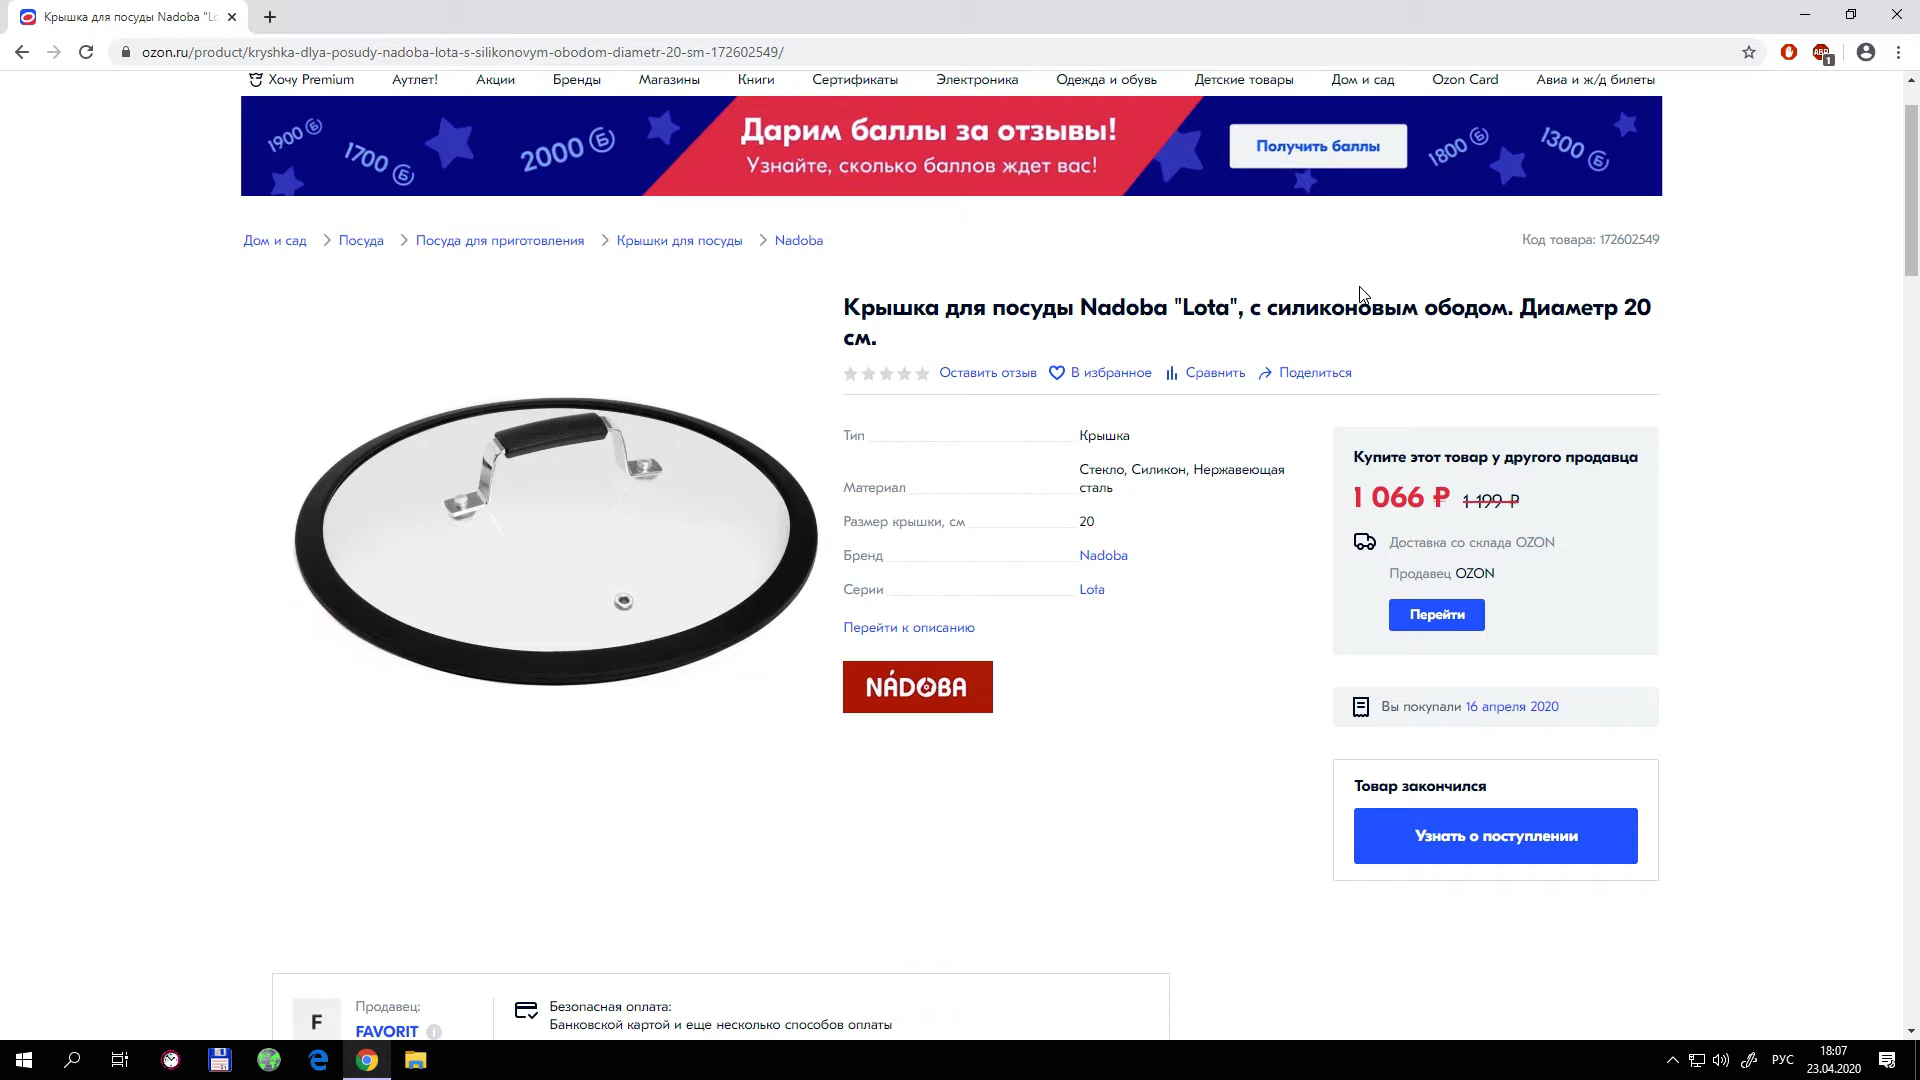 Крышка для посуды Nadoba "Lo
ozon.ru/product/kryshka-dlya-posudy-nadoba-lota-s-silikonovym-obodom-diametr-20-sm-172602549/
ABP
1
Хочу Premium Аутлет! Акции Бренды Магазины Книги Сертификаты Электроника Одежда и обувь Детские товары Дом и сад Ozon Card Авиа и ж/д билеты
1900 Б
1700 Б
2000 Б
Дарим баллы за отзывы!
Узнайте, сколько баллов ждет вас!
Получить баллы
1800 Б
1300 Б
Дом и сад > Посуда > Посуда для приготовления > Крышки для посуды > Nadoba
Код товара: 172602549
Крышка для посуды Nadoba "Lota", с силиконовым ободом. Диаметр 20
см.
Оставить отзыв В избранное Сравнить Поделиться
Тип Крышка
Материал Стекло, Силикон, Нержавеющая
сталь
Размер крышки, см 20
Бренд Nadoba
Серии Lota
Перейти к описанию
NÁDOBA
Купите этот товар у другого продавца
1 066 ₽ 1 199 ₽
Доставка со склада OZON
Продавец OZON
Перейти
Вы покупали 16 апреля 2020
Товар закончился
Узнать о поступлении
F
Продавец:
FAVORIT i
Безопасная оплата:
Банковской картой и еще несколько способов оплаты
РУС
18:07
23.04.2020